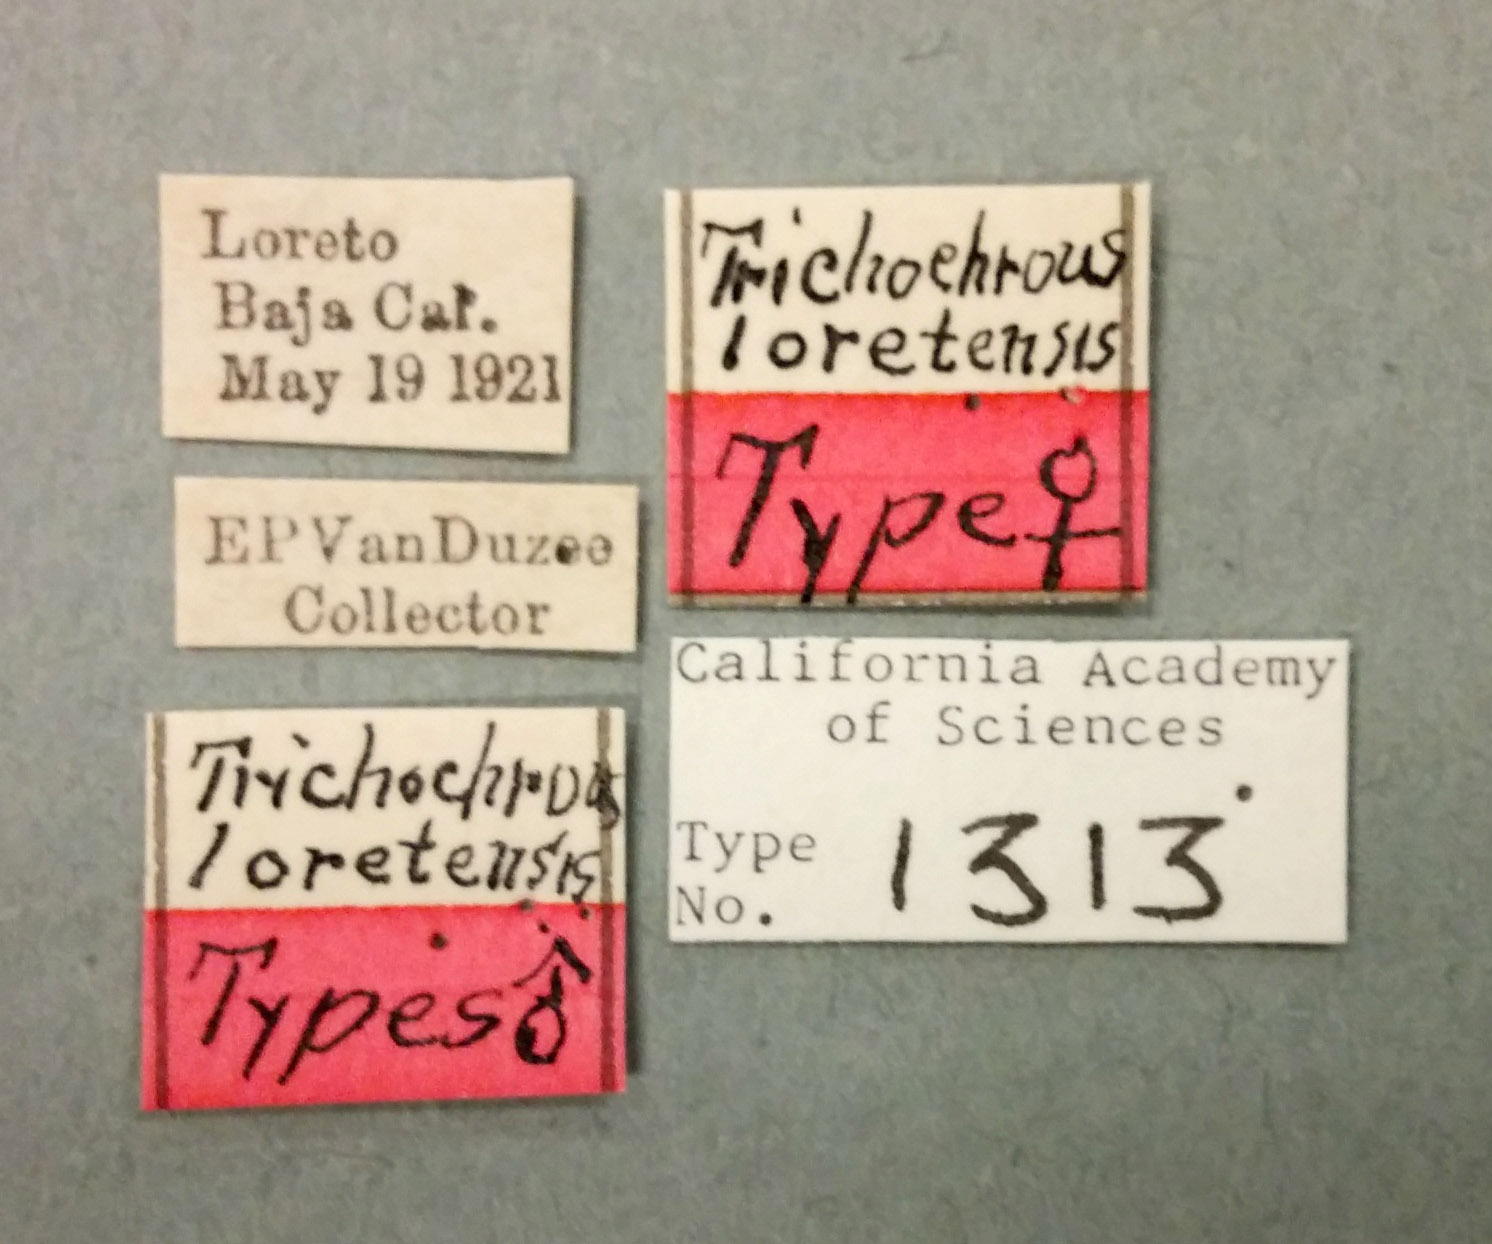 Loreto
Baja Cal.
May 19 1921
EPVanDuzee
Collector
Trichochrous
loretensis
Types ♂
Trichochrous
loretensis
Type ♀
California Academy
of Sciences
Type
No. 1313.